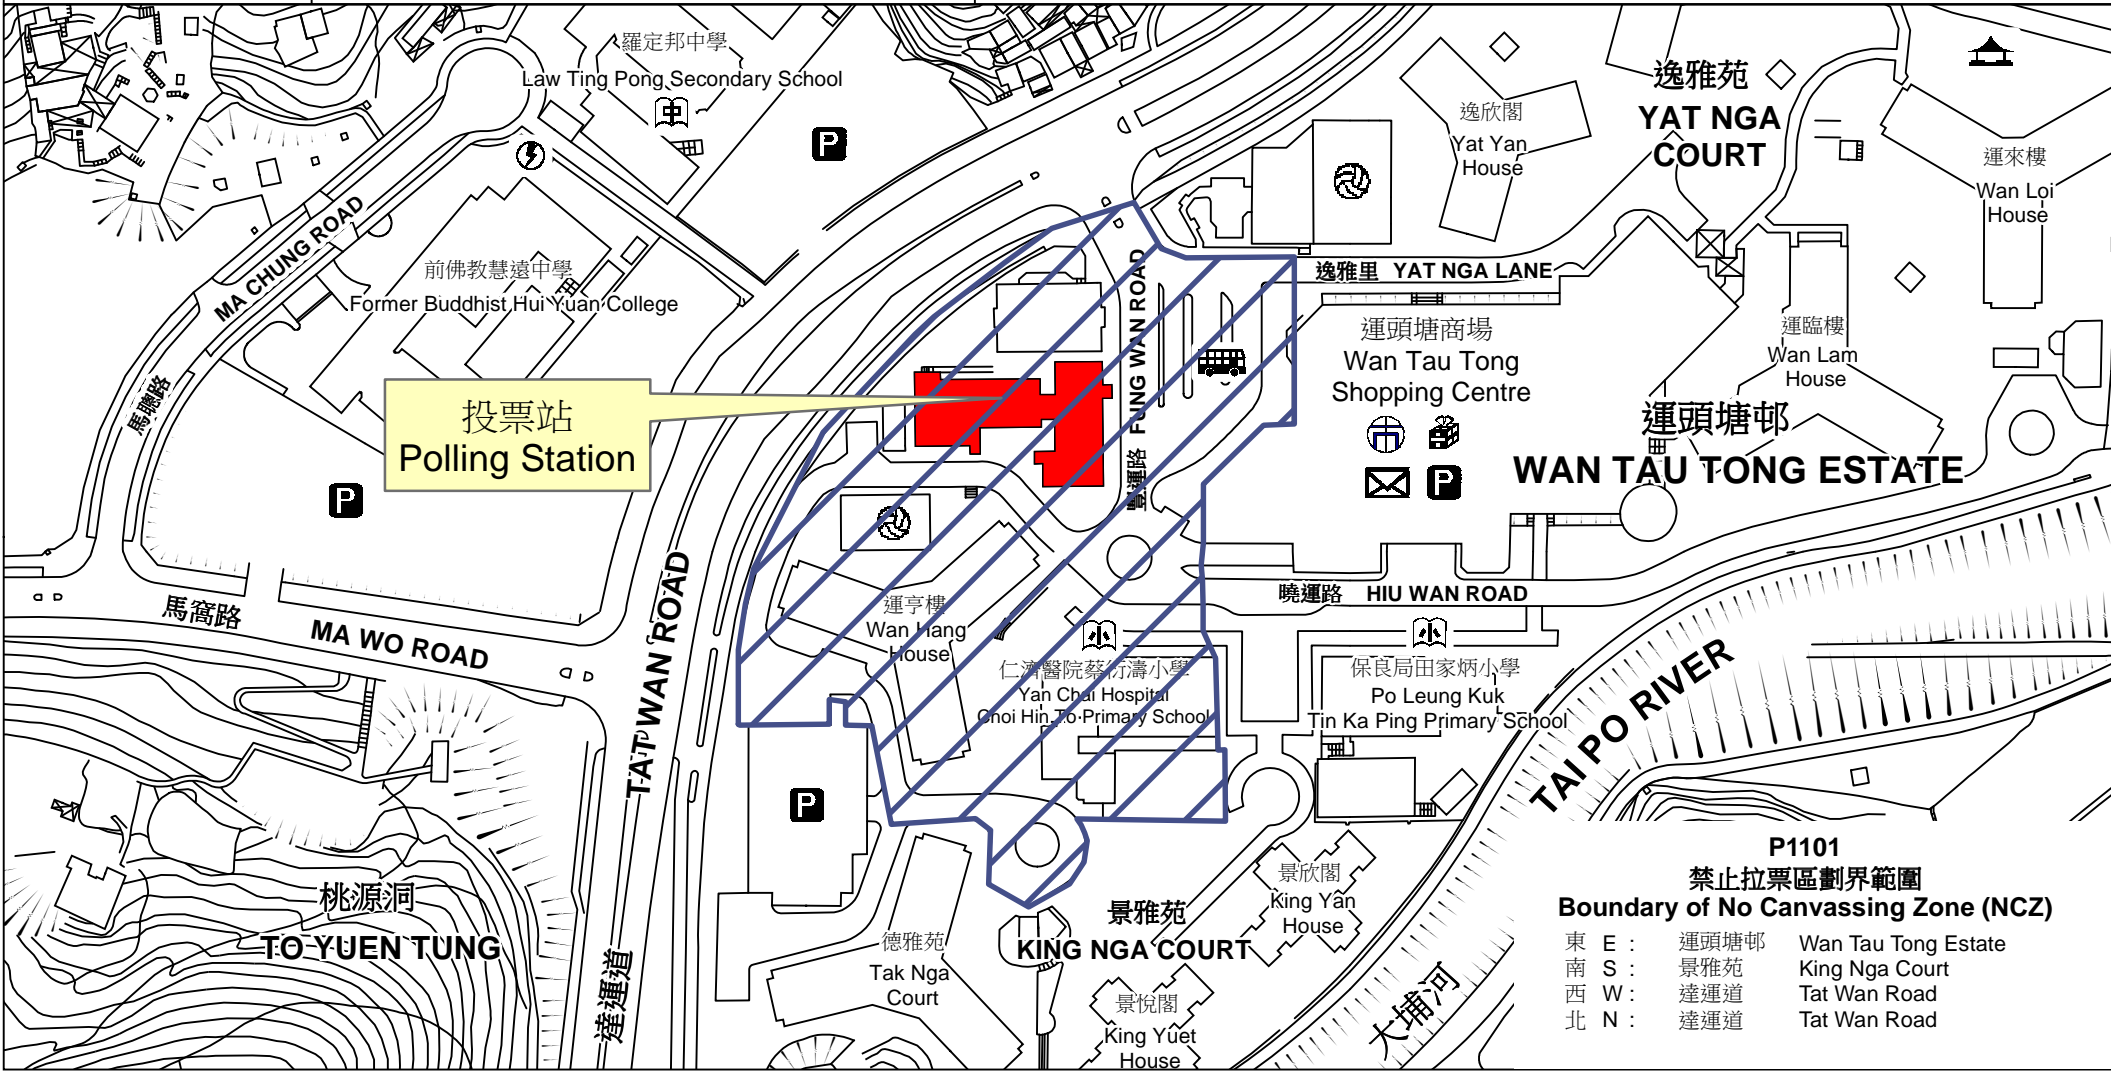 羅定邦中學
Law Ting Pong Secondary School
中
P
逸雅苑
YAT NGA
COURT
逸欣閣
Yat Yan
House
運來樓
Wan Loi
House
MA CHUNG ROAD
馬聰路
前佛教慧遠中學
Former Buddhist Hui Yuan College
逸雅里 YAT NGA LANE
豐運路 FUNG WAN ROAD
運頭塘商場
Wan Tau Tong
Shopping Centre
P
運臨樓
Wan Lam
House
投票站
Polling Station
P
運頭塘邨
WAN TAU TONG ESTATE
馬窩路 MA WO ROAD
TAT WAN ROAD
達運道
運亨樓
Wan Hang
House
曉運路 HIU WAN ROAD
小
仁濟醫院蔡衍濤小學
Yan Chai Hospital
Choi Hin To Primary School
小
保良局田家炳小學
Po Leung Kuk
Tin Ka Ping Primary School
TAI PO RIVER
大埔河
P
桃源洞
TO YUEN TUNG
德雅苑
Tak Nga
Court
景雅苑
KING NGA COURT
景欣閣
King Yan
House
景悅閣
King Yuet
House
P1101
禁止拉票區劃界範圍
Boundary of No Canvassing Zone (NCZ)
東 E : 運頭塘邨 Wan Tau Tong Estate
南 S : 景雅苑 King Nga Court
西 W : 達運道 Tat Wan Road
北 N : 達運道 Tat Wan Road